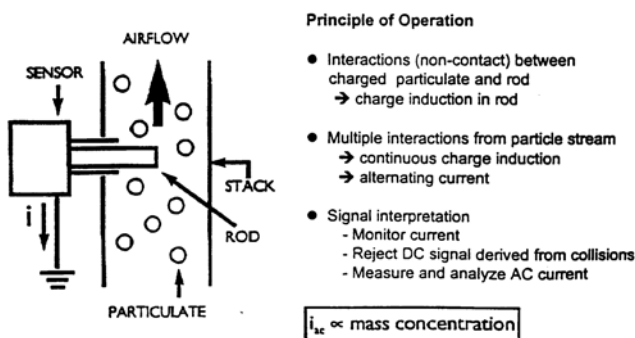 AIRFLOW
SENSOR
i
STACK
ROD
PARTICULATE
Principle of Operation
● Interactions (non-contact) between
charged particulate and rod
→ charge induction in rod
● Multiple interactions from particle stream
→ continuous charge induction
→ alternating current
● Signal interpretation
- Monitor current
- Reject DC signal derived from collisions
- Measure and analyze AC current
i_ac ∝ mass concentration